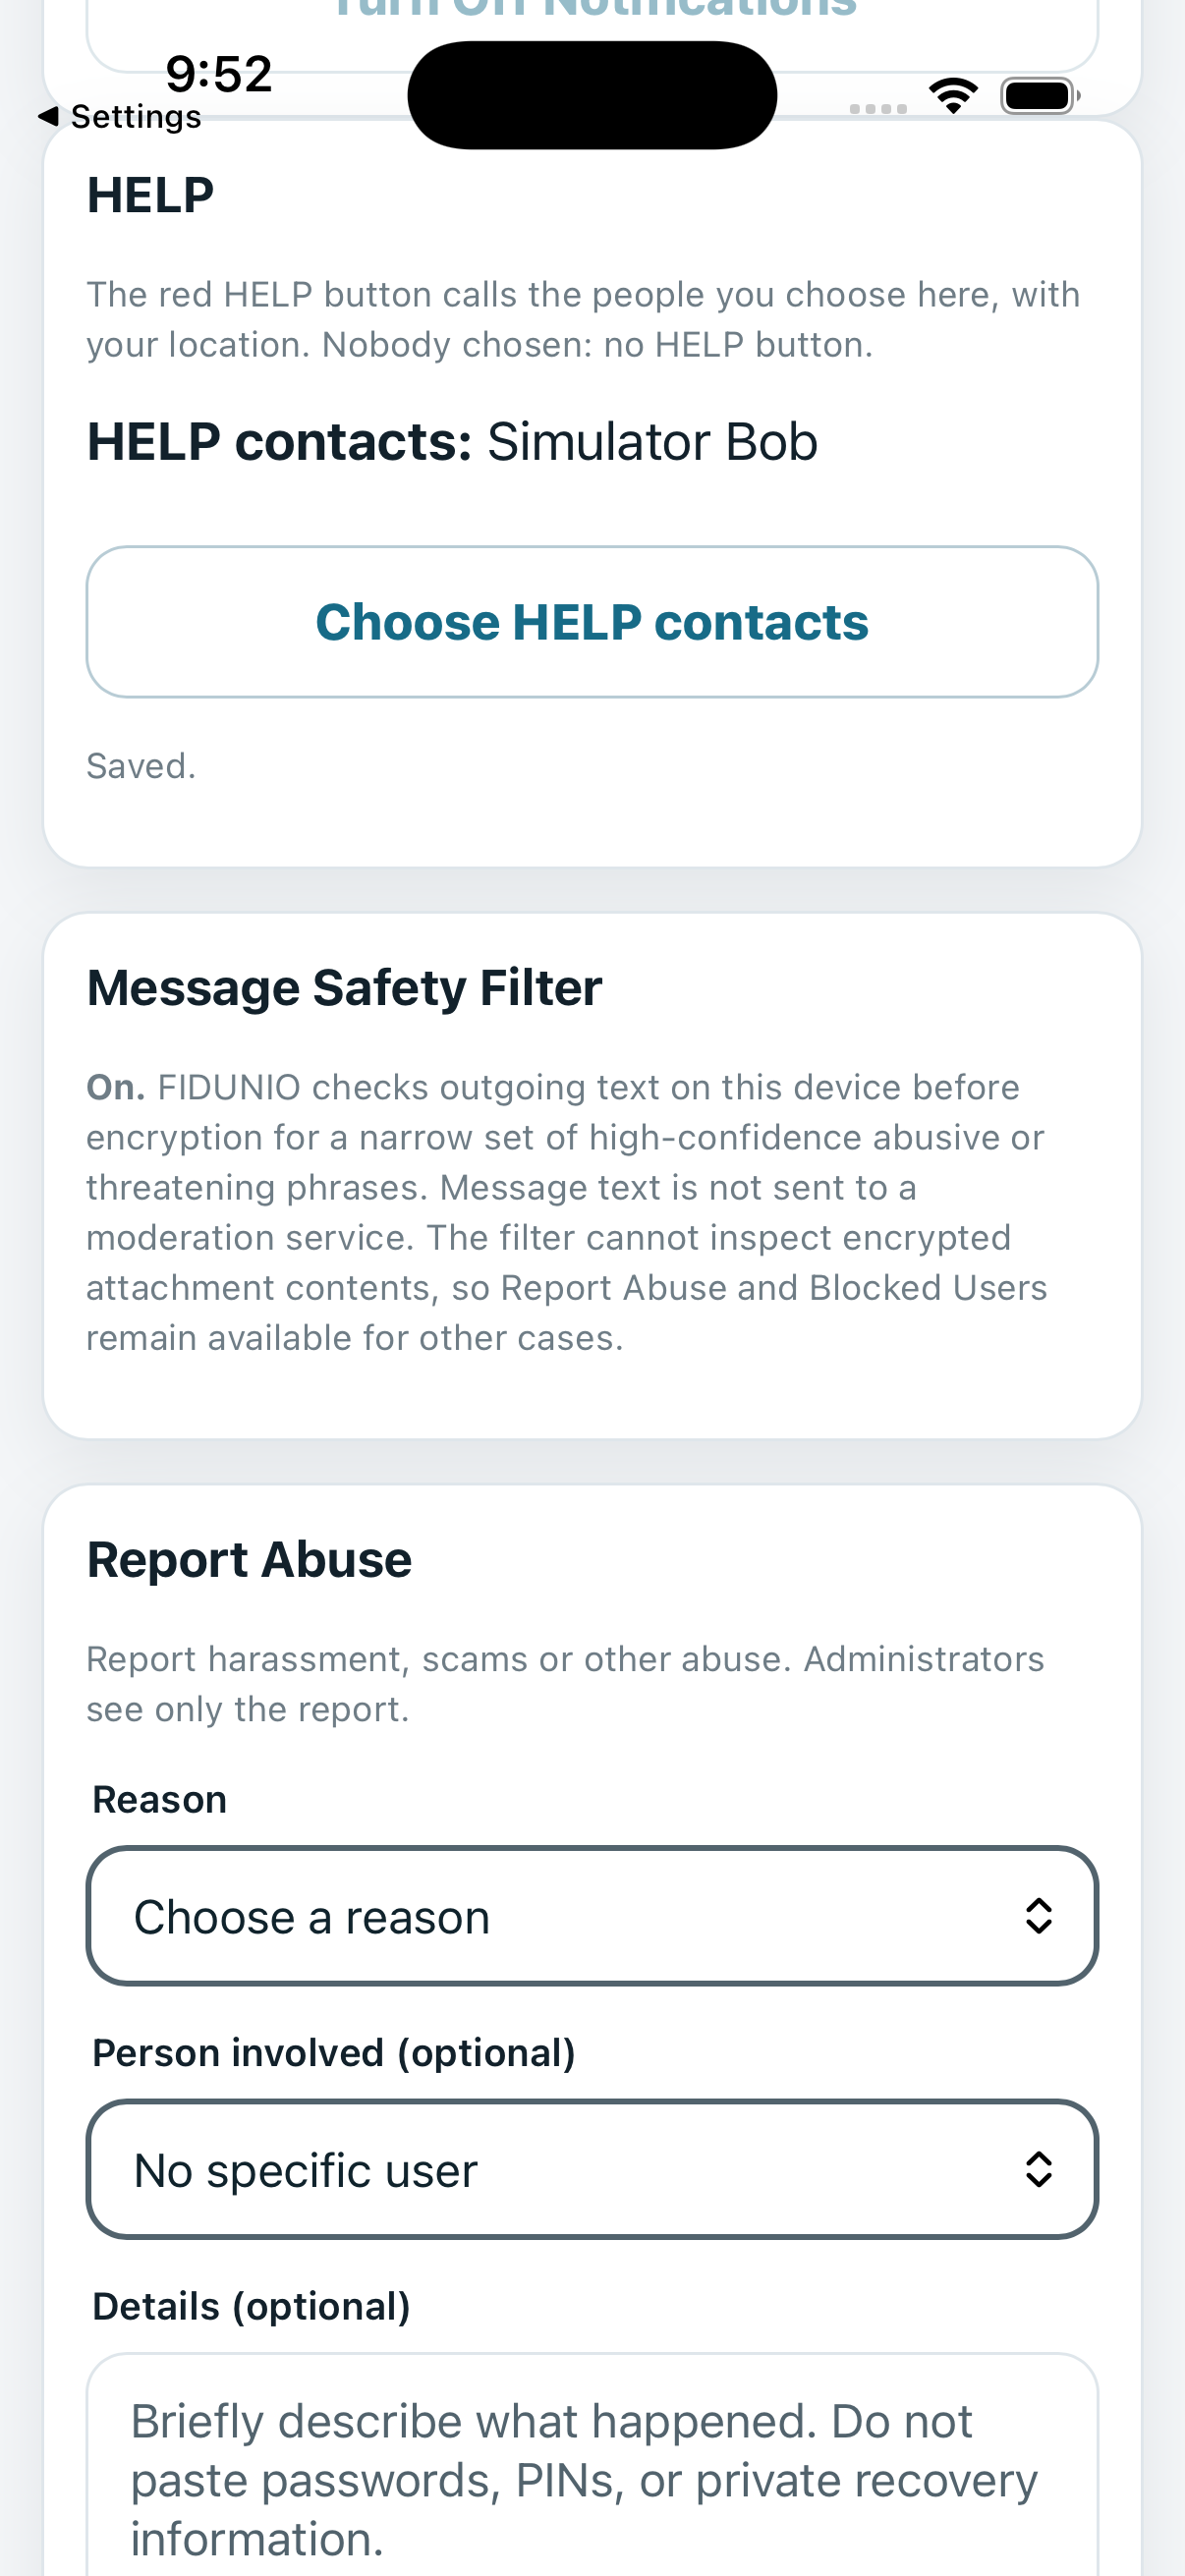 Turn Off Notifications
9:52
◀ Settings
HELP
The red HELP button calls the people you choose here, with
your location. Nobody chosen: no HELP button.
HELP contacts: Simulator Bob
Choose HELP contacts
Saved.
Message Safety Filter
On. FIDUNIO checks outgoing text on this device before
encryption for a narrow set of high-confidence abusive or
threatening phrases. Message text is not sent to a
moderation service. The filter cannot inspect encrypted
attachment contents, so Report Abuse and Blocked Users
remain available for other cases.
Report Abuse
Report harassment, scams or other abuse. Administrators
see only the report.
Reason
Choose a reason
Person involved (optional)
No specific user
Details (optional)
Briefly describe what happened. Do not
paste passwords, PINs, or private recovery
information.